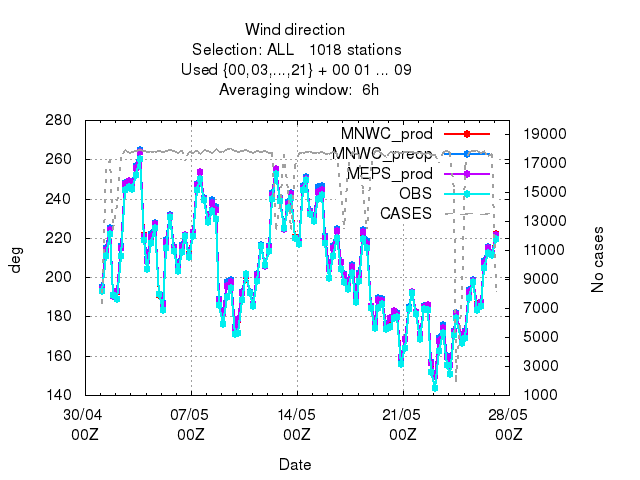 Wind direction
Selection: ALL   1018 stations
Used {00,03,...,21} + 00 01 ... 09
Averaging window:  6h
280
260
240
220
200
180
160
140
deg
MNWC_prod
MNWC_preop
MEPS_prod
OBS
CASES
19000
17000
15000
13000
11000
9000
7000
5000
3000
1000
No cases
30/04 07/05 14/05 21/05 28/05
00Z 00Z 00Z 00Z 00Z
Date